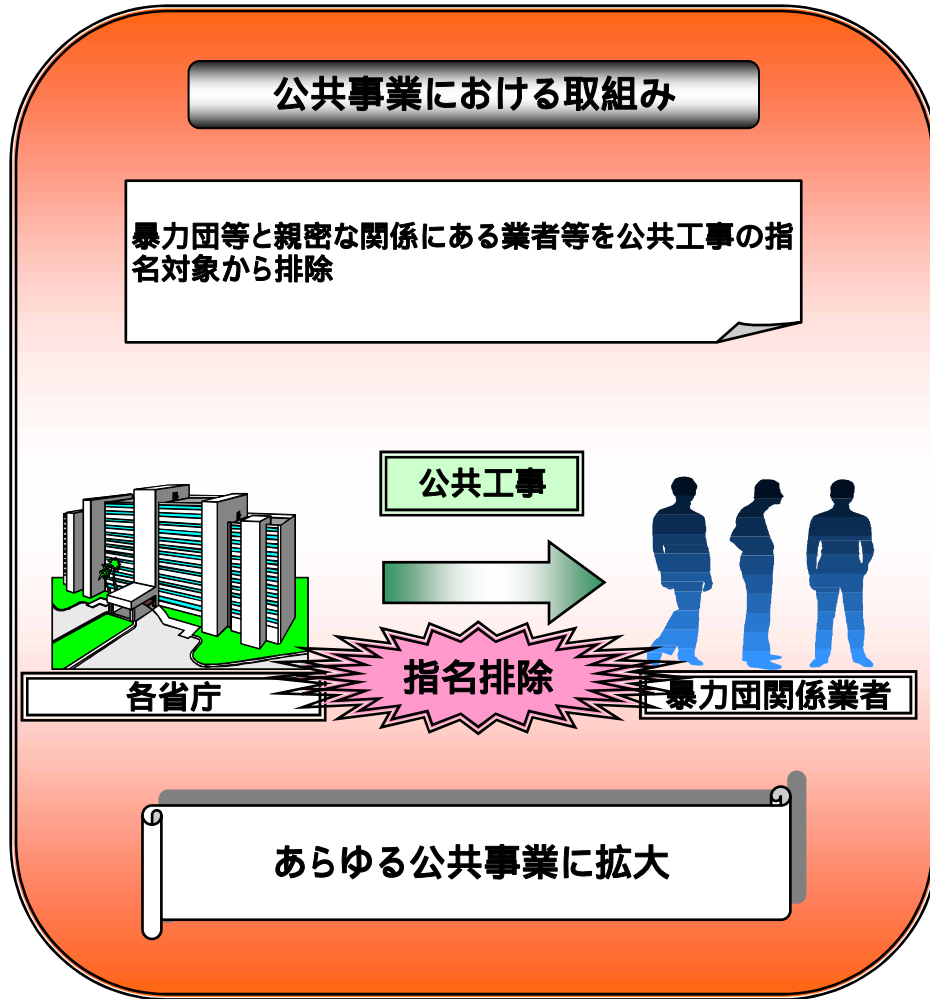 公共事業における取組み
暴力団等と親密な関係にある業者等を公共工事の指
名対象から排除
公共工事
指名排除
各省庁
暴力団関係業者
あらゆる公共事業に拡大